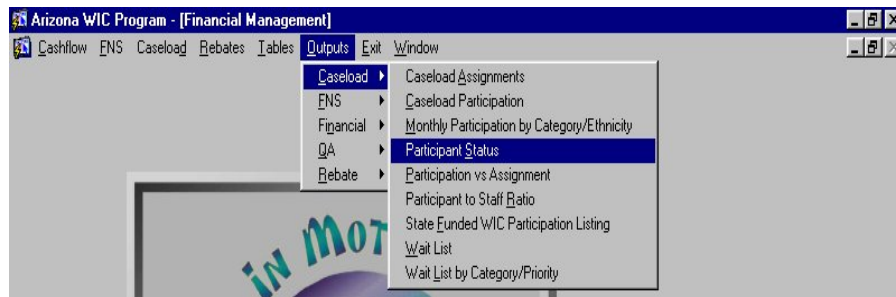 Arizona WIC Program - [Financial Management]
Cashflow FNS Caseload Rebates Tables Outputs Exit Window
Caseload
FNS
Financial
QA
Rebate
Caseload Assignments
Caseload Participation
Monthly Participation by Category/Ethnicity
Participant Status
Participation vs Assignment
Participant to Staff Ratio
State Funded WIC Participation Listing
Wait List
Wait List by Category/Priority
IN MOT